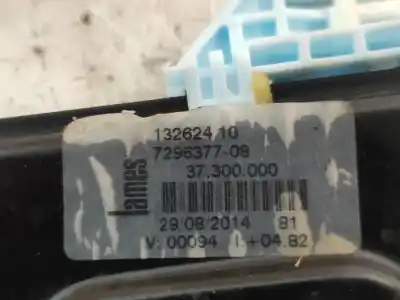 13262410
7296377-08
37.300.000
lames
29/08/2014 81
V: 00094 I:+04.82